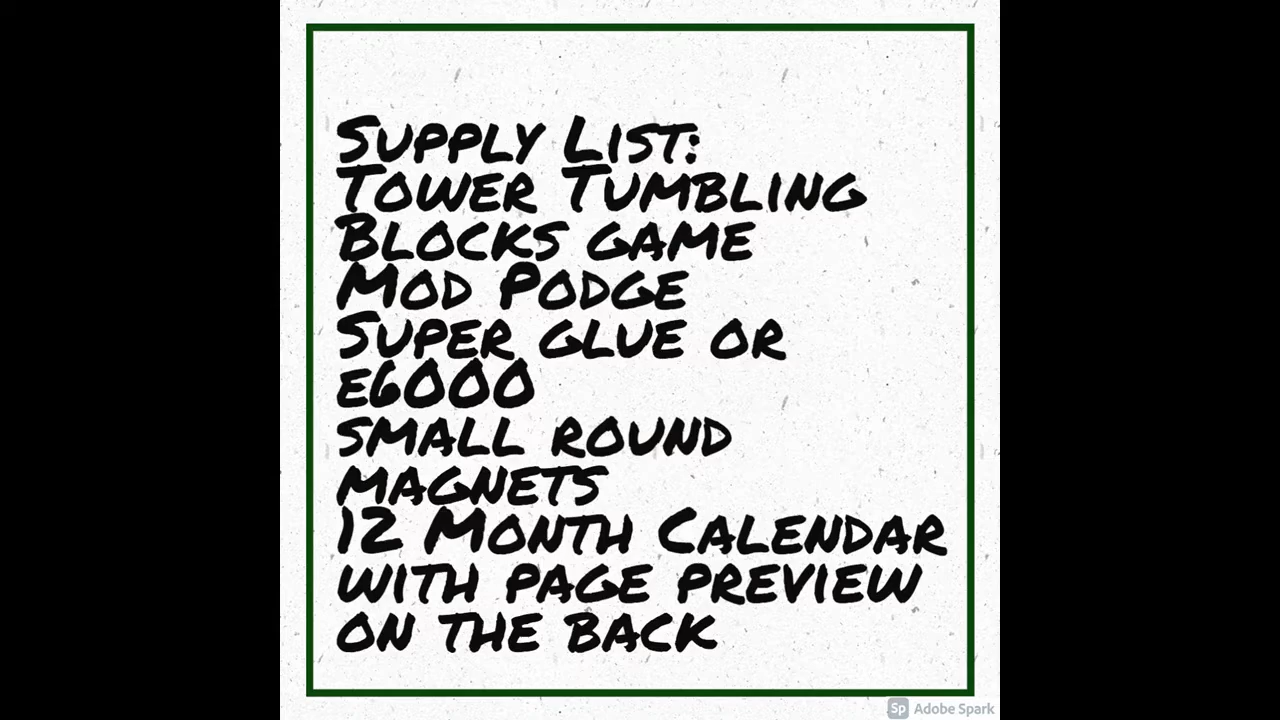 Supply List:
Tower Tumbling
Blocks game
Mod Podge
Super glue or
e6000
small round
magnets
12 Month Calendar
with page preview
on the back
Sp Adobe Spark